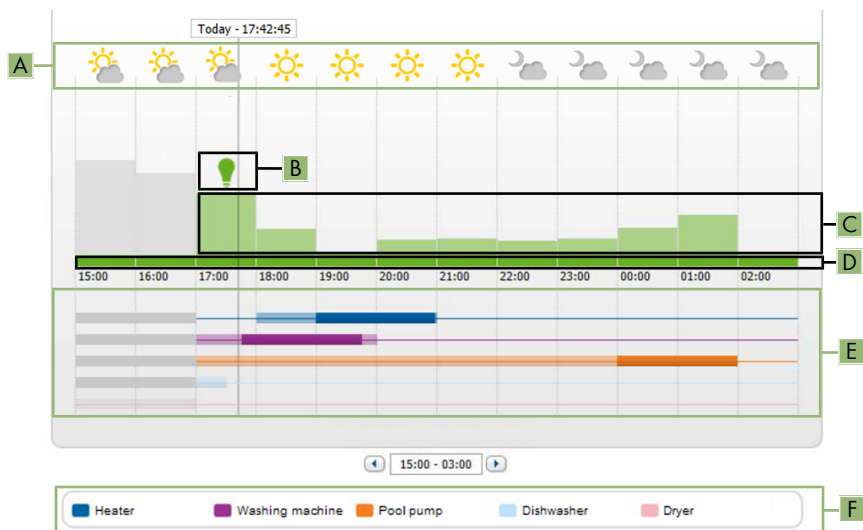 Today - 17:42:45
A
B
C
D
15:00 16:00 17:00 18:00 19:00 20:00 21:00 22:00 23:00 00:00 01:00 02:00
E
15:00 - 03:00
Heater Washing machine Pool pump Dishwasher Dryer
F